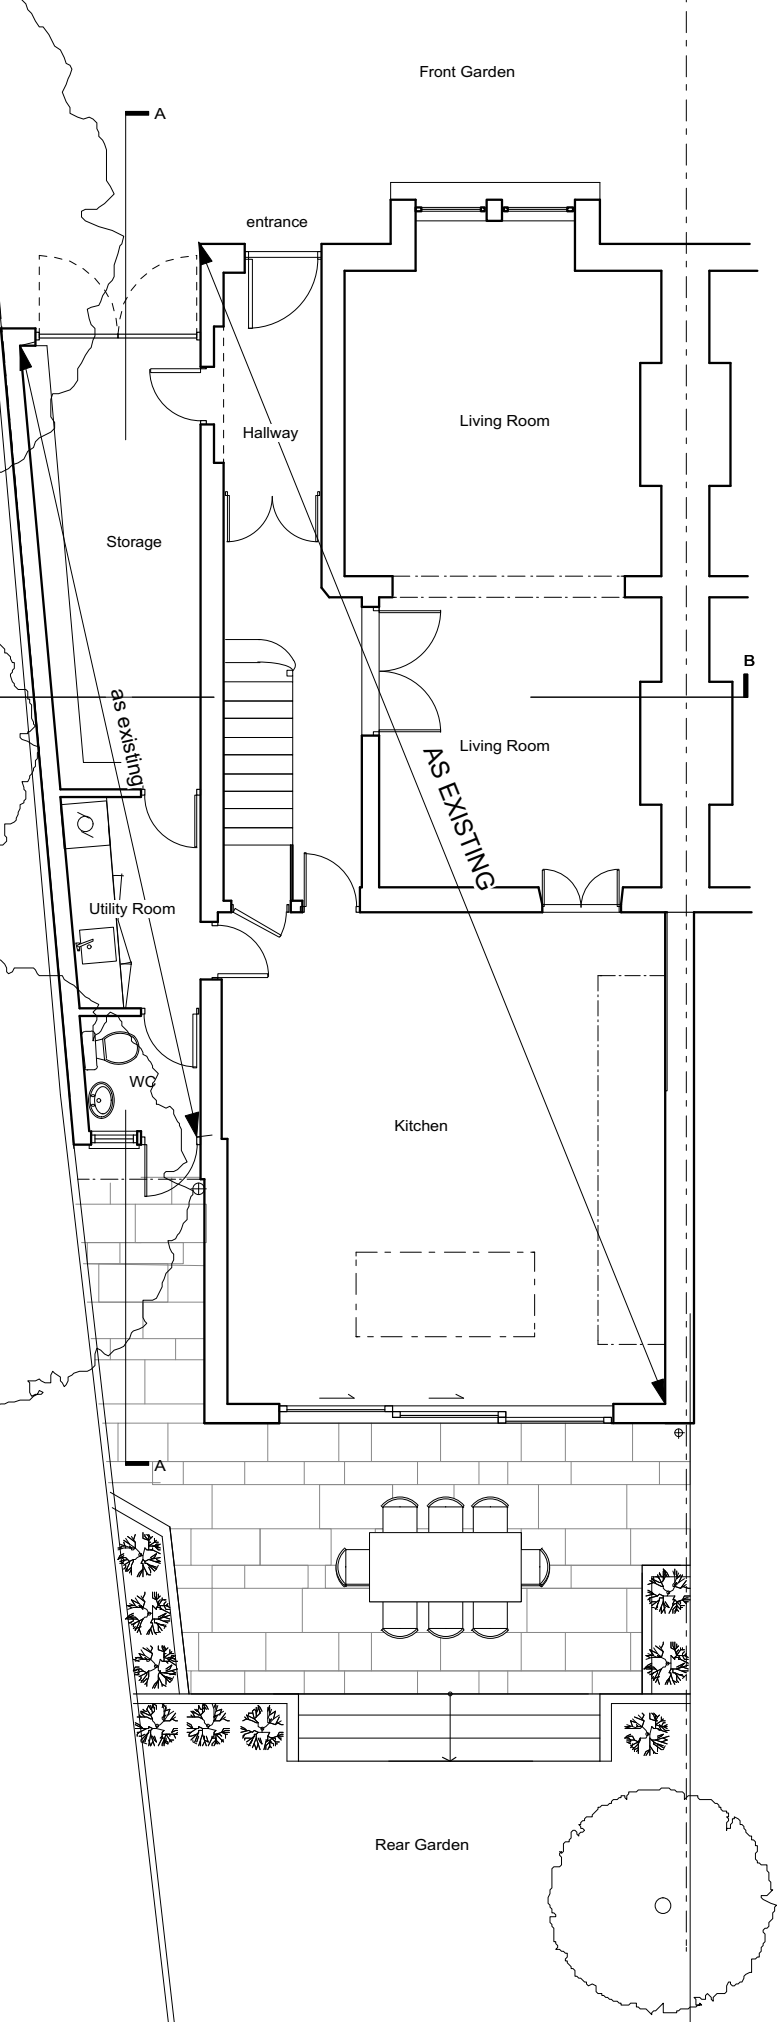 Front Garden
A
entrance
Living Room
Hallway
Storage
B
as existing
Living Room
AS EXISTING
Utility Room
WC
Kitchen
A
Rear Garden